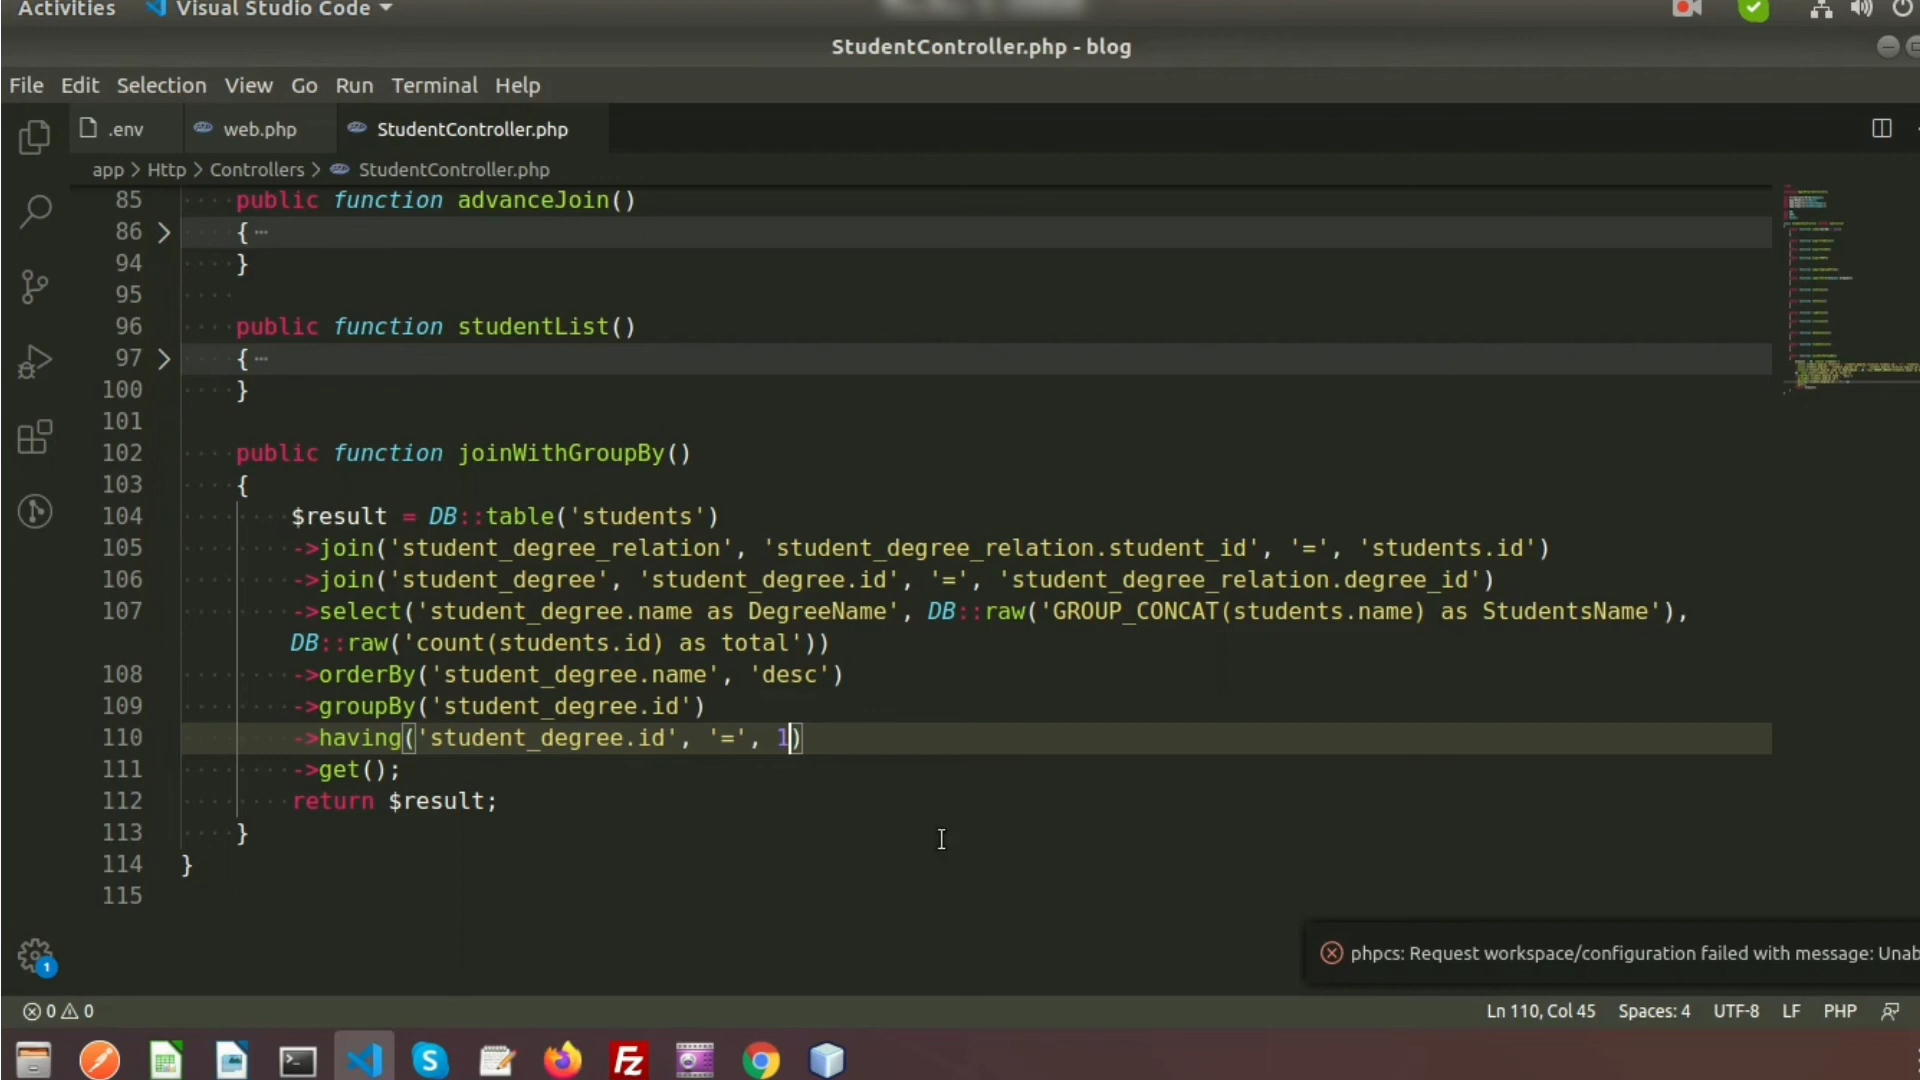 Activities Visual Studio Code
StudentController.php - blog
File Edit Selection View Go Run Terminal Help
.env web.php StudentController.php
app > Http > Controllers > StudentController.php
85 public function advanceJoin()
86 { ⋯
94 }
95
96 public function studentList()
97 { ⋯
100 }
101
102 public function joinWithGroupBy()
103 {
104 $result = DB::table('students')
105 ->join('student_degree_relation', 'student_degree_relation.student_id', '=', 'students.id')
106 ->join('student_degree', 'student_degree.id', '=', 'student_degree_relation.degree_id')
107 ->select('student_degree.name as DegreeName', DB::raw('GROUP_CONCAT(students.name) as StudentsName'),
DB::raw('count(students.id) as total'))
108 ->orderBy('student_degree.name', 'desc')
109 ->groupBy('student_degree.id')
110 ->having('student_degree.id', '=', 1)
111 ->get();
112 return $result;
113 }
114 }
115
phpcs: Request workspace/configuration failed with message: Unab
1
0 0 Ln 110, Col 45 Spaces: 4 UTF-8 LF PHP
S Fz